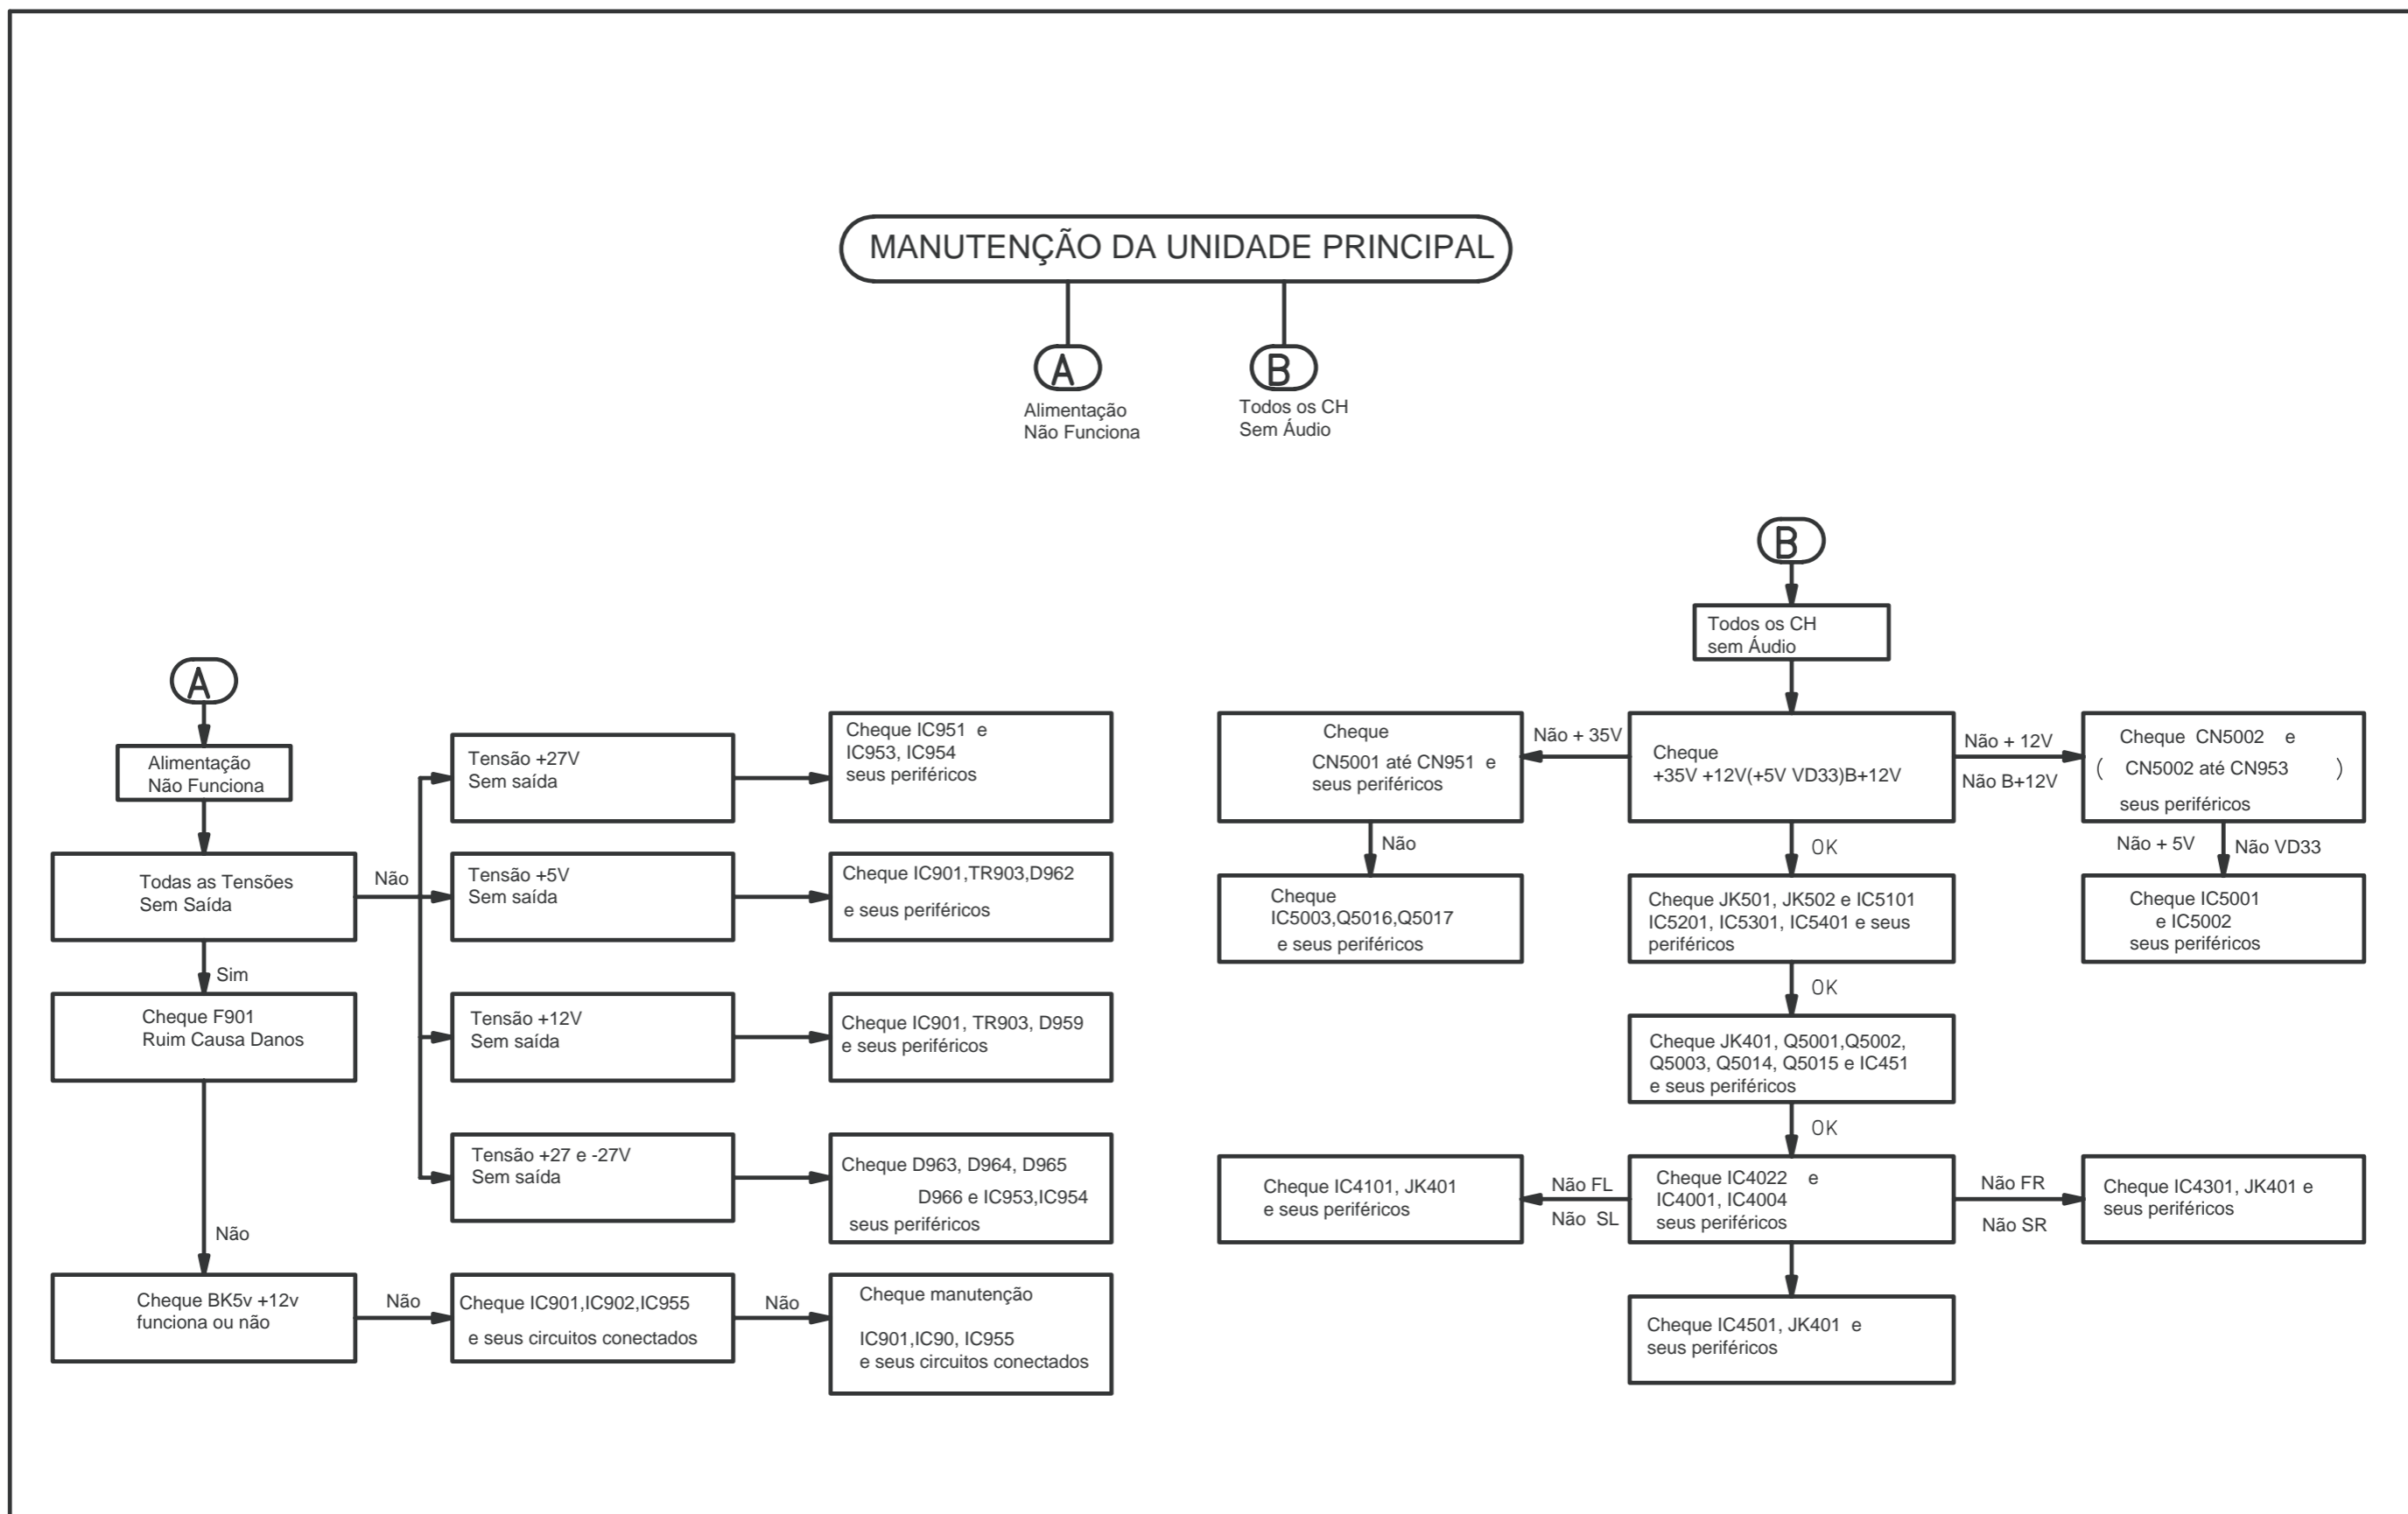 MANUTENÇÃO DA UNIDADE PRINCIPAL
A
Alimentação
Não Funciona
B
Todos os CH
Sem Áudio
A
Alimentação
Não Funciona
Todas as Tensões
Sem Saída
Não
Sim
Cheque F901
Ruim Causa Danos
Não
Cheque BK5v +12v
funciona ou não
Não
Cheque IC901,IC902,IC955
e seus circuitos conectados
Não
Cheque manutenção
IC901,IC90, IC955
e seus circuitos conectados
Tensão +27V
Sem saída
Cheque IC951 e
IC953, IC954
seus periféricos
Tensão +5V
Sem saída
Cheque IC901,TR903,D962
e seus periféricos
Tensão +12V
Sem saída
Cheque IC901, TR903, D959
e seus periféricos
Tensão +27 e -27V
Sem saída
Cheque D963, D964, D965
D966 e IC953,IC954
seus periféricos
B
Todos os CH
sem Áudio
Cheque
+35V +12V(+5V VD33)B+12V
Não + 35V
Cheque
CN5001 até CN951 e
seus periféricos
Não
Cheque
IC5003,Q5016,Q5017
e seus periféricos
Não + 12V
Não B+12V
Cheque CN5002 e
( CN5002 até CN953 )
seus periféricos
Não + 5V
Não VD33
Cheque IC5001
e IC5002
seus periféricos
OK
Cheque JK501, JK502 e IC5101
IC5201, IC5301, IC5401 e seus
periféricos
OK
Cheque JK401, Q5001,Q5002,
Q5003, Q5014, Q5015 e IC451
e seus periféricos
OK
Cheque IC4022 e
IC4001, IC4004
seus periféricos
Não FL
Não SL
Cheque IC4101, JK401
e seus periféricos
Não FR
Não SR
Cheque IC4301, JK401 e
seus periféricos
Cheque IC4501, JK401 e
seus periféricos